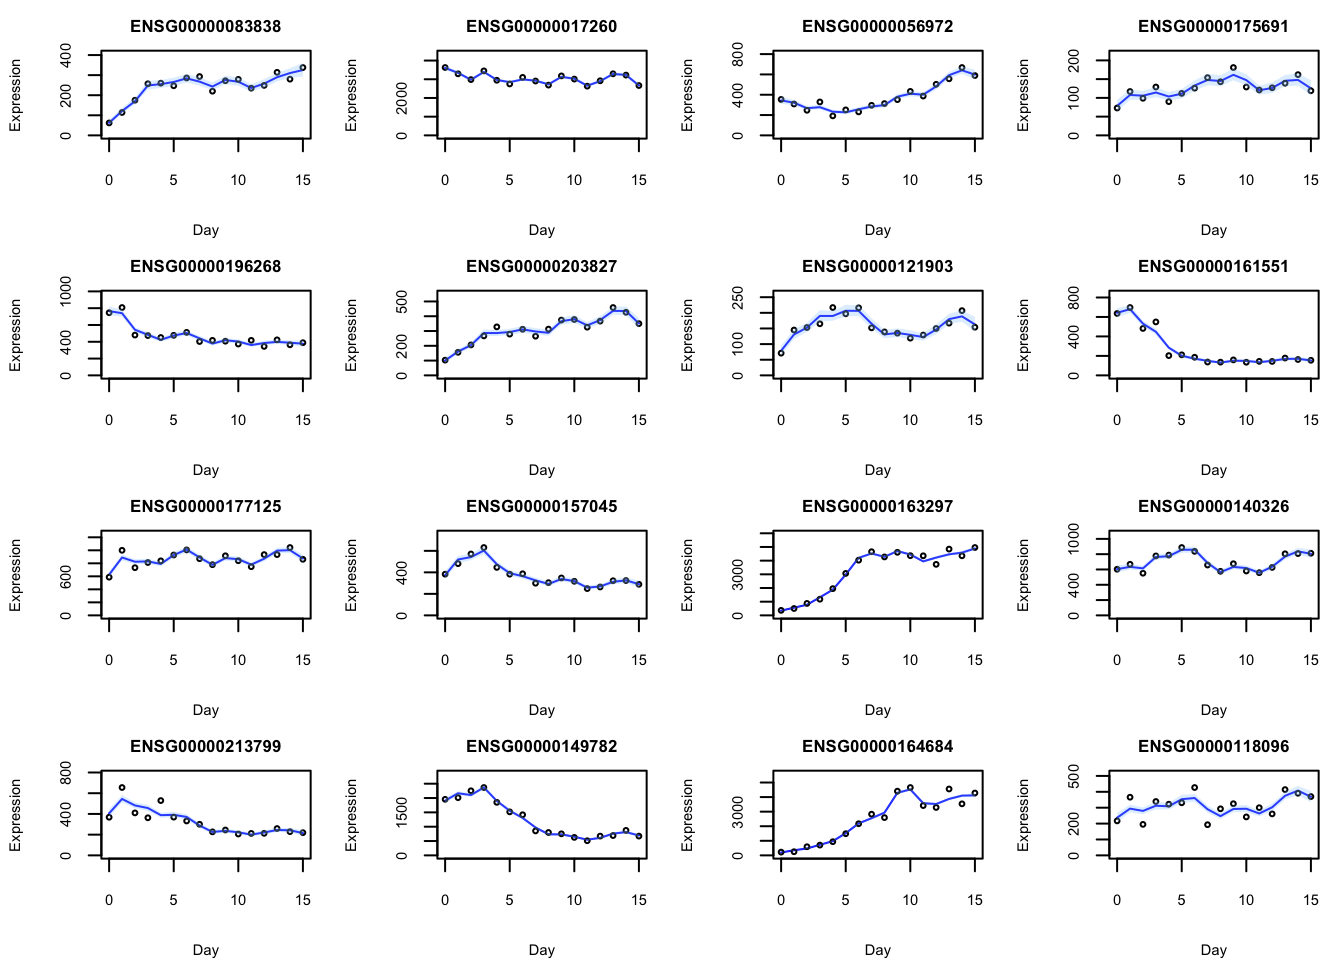 ENSG00000083838
Expression
0 200 400
0 5 10 15
Day
ENSG00000017260
Expression
0 2000
0 5 10 15
Day
ENSG00000056972
Expression
0 400 800
0 5 10 15
Day
ENSG00000175691
Expression
0 100 200
0 5 10 15
Day
ENSG00000196268
Expression
0 400 1000
0 5 10 15
Day
ENSG00000203827
Expression
0 200 500
0 5 10 15
Day
ENSG00000121903
Expression
0 100 250
0 5 10 15
Day
ENSG00000161551
Expression
0 400 800
0 5 10 15
Day
ENSG00000177125
Expression
0 600
0 5 10 15
Day
ENSG00000157045
Expression
0 400
0 5 10 15
Day
ENSG00000163297
Expression
0 3000
0 5 10 15
Day
ENSG00000140326
Expression
0 400 1000
0 5 10 15
Day
ENSG00000213799
Expression
0 400 800
0 5 10 15
Day
ENSG00000149782
Expression
0 1500
0 5 10 15
Day
ENSG00000164684
Expression
0 3000
0 5 10 15
Day
ENSG00000118096
Expression
0 200 500
0 5 10 15
Day